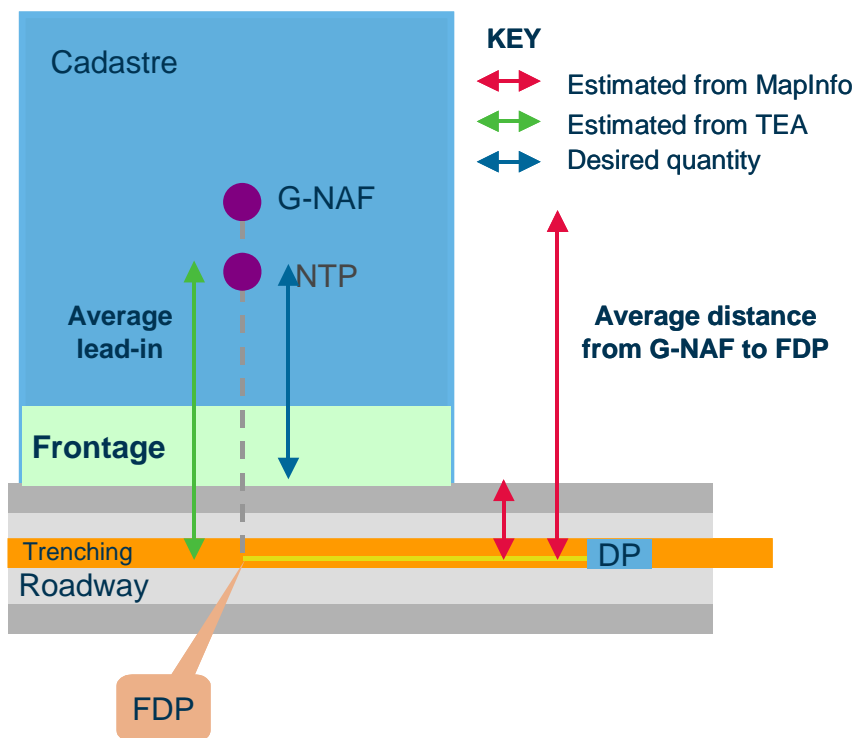 Cadastre
KEY
Estimated from MapInfo
Estimated from TEA
Desired quantity
G-NAF
NTP
Average
lead-in
Average distance
from G-NAF to FDP
Frontage
Trenching
DP
Roadway
FDP